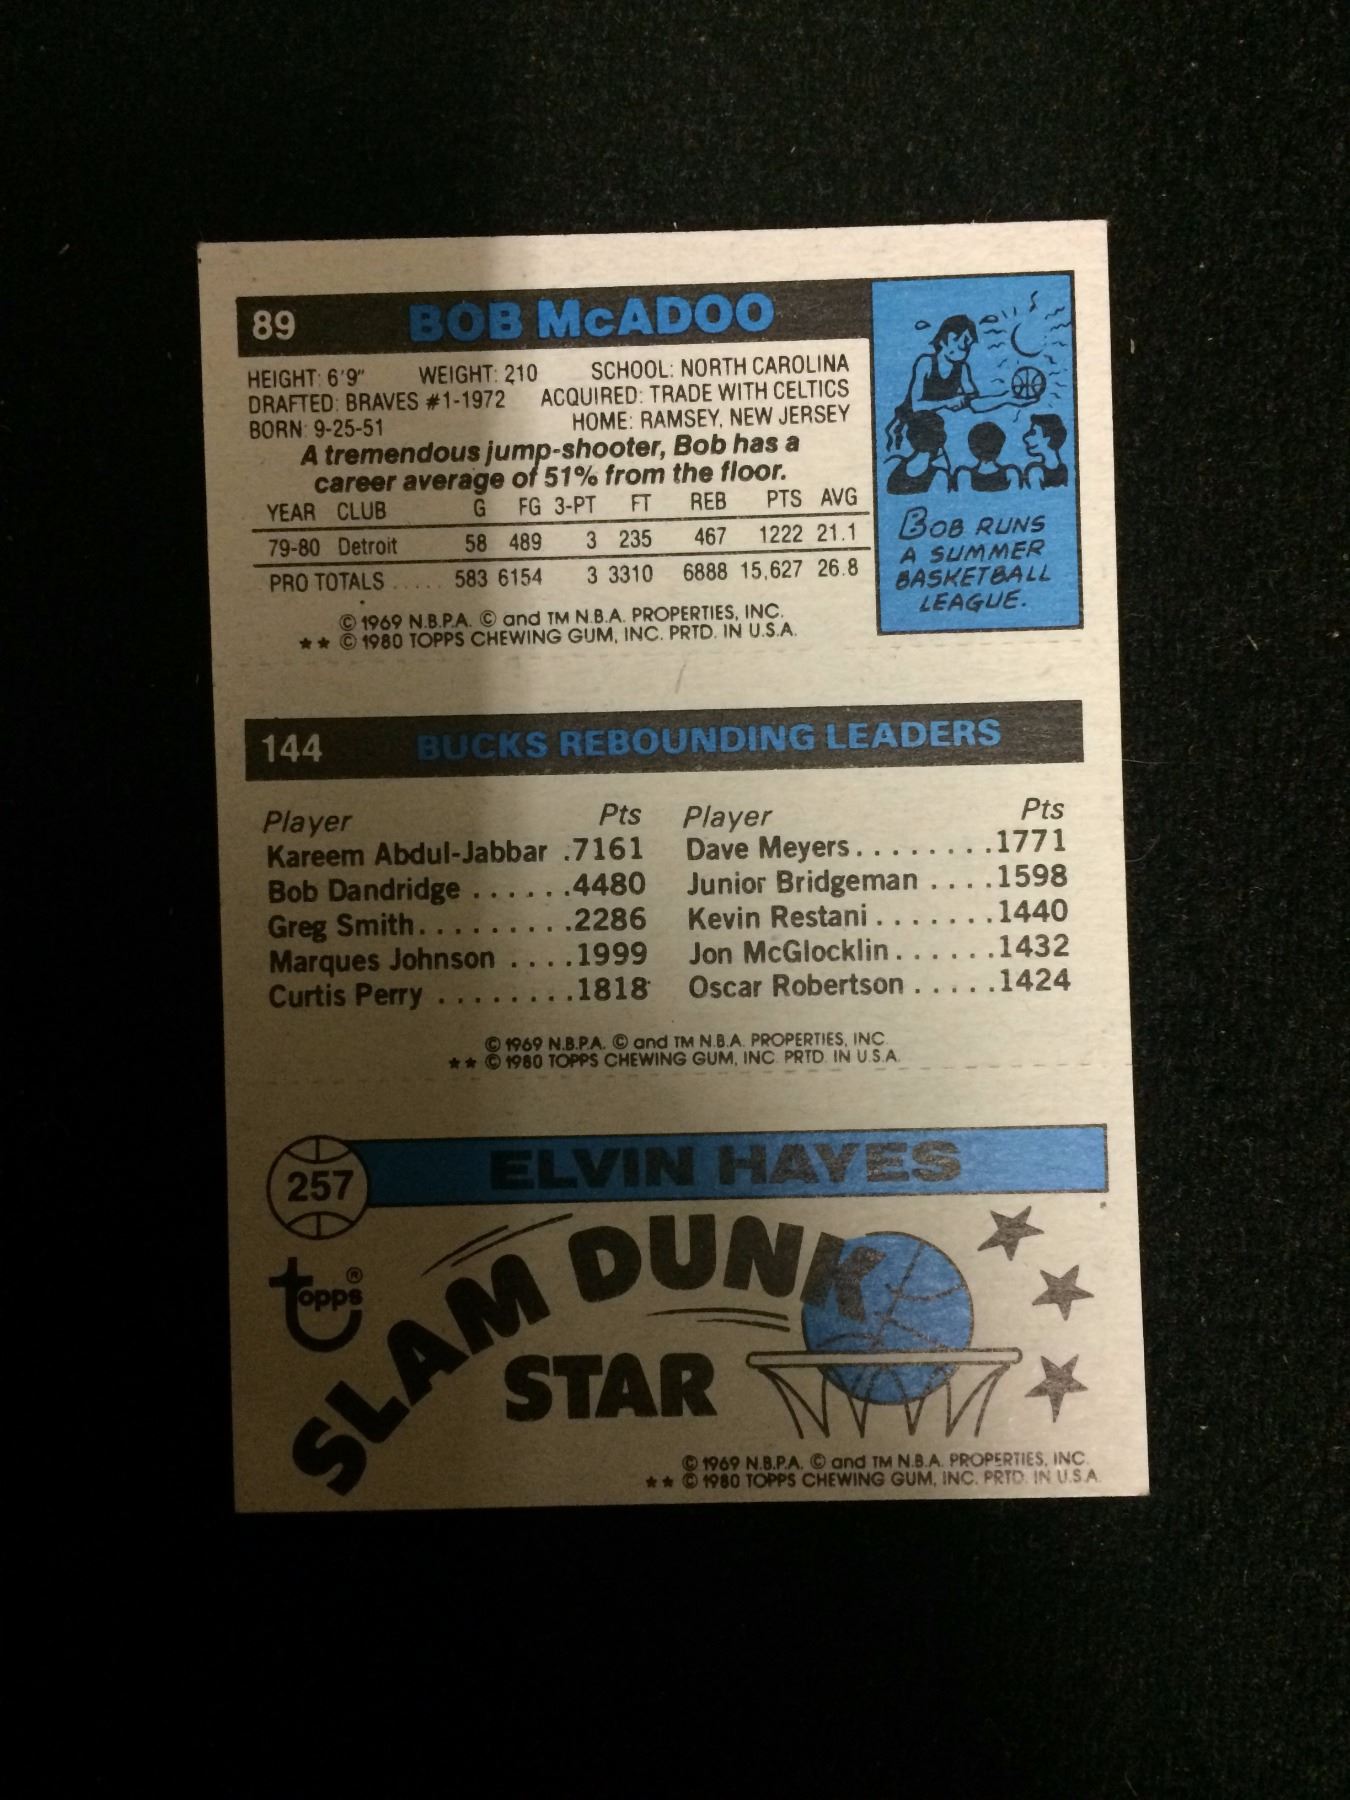 89 BOB McADOO
HEIGHT: 6'9" WEIGHT: 210 SCHOOL: NORTH CAROLINA
DRAFTED: BRAVES #1-1972 ACQUIRED: TRADE WITH CELTICS
BORN: 9-25-51 HOME: RAMSEY, NEW JERSEY
A tremendous jump-shooter, Bob has a
career average of 51% from the floor.
YEAR CLUB G FG 3-PT FT REB PTS AVG
79-80 Detroit 58 489 3 235 467 1222 21.1
PRO TOTALS ..... 583 6154 3 3310 6888 15,627 26.8
© 1969 N.B.P.A. © and TM N.B.A. PROPERTIES, INC.
★★ © 1980 TOPPS CHEWING GUM, INC. PRTD. IN U.S.A.
BOB RUNS
A SUMMER
BASKETBALL
LEAGUE.
144 BUCKS REBOUNDING LEADERS
Player Pts Player Pts
Kareem Abdul-Jabbar .7161 Dave Meyers........1771
Bob Dandridge ......4480 Junior Bridgeman ....1598
Greg Smith.........2286 Kevin Restani.......1440
Marques Johnson ....1999 Jon McGlocklin......1432
Curtis Perry ........1818 Oscar Robertson .....1424
© 1969 N.B.P.A. © and TM N.B.A. PROPERTIES, INC
★★ © 1980 TOPPS CHEWING GUM, INC. PRTD. IN U.S.A.
257 ELVIN HAYES
topps®
SLAM DUNK
STAR
© 1969 N.B.P.A. © and TM N.B.A. PROPERTIES, INC.
★★ © 1980 TOPPS CHEWING GUM, INC. PRTD. IN U.S.A.